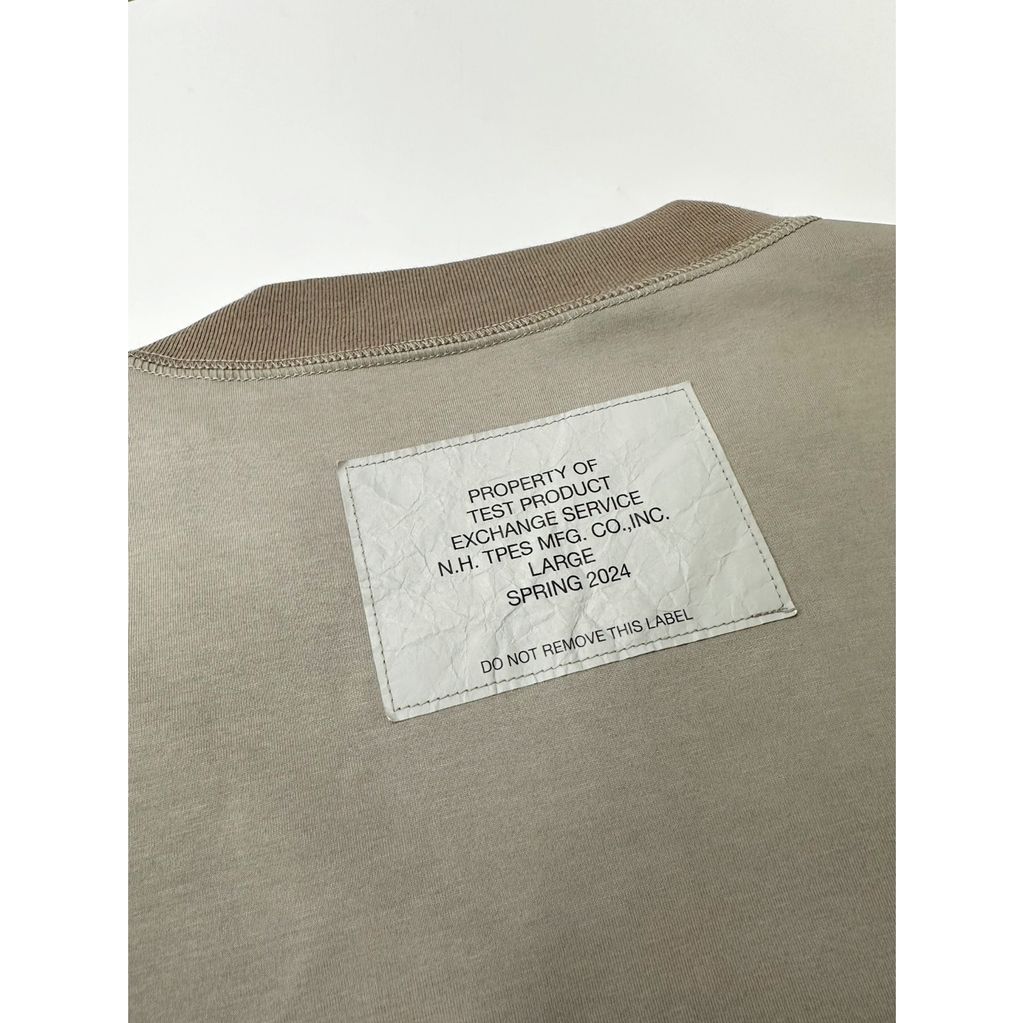 PROPERTY OF
TEST PRODUCT
EXCHANGE SERVICE
N.H. TPES MFG. CO.,INC.
LARGE
SPRING 2024
DO NOT REMOVE THIS LABEL